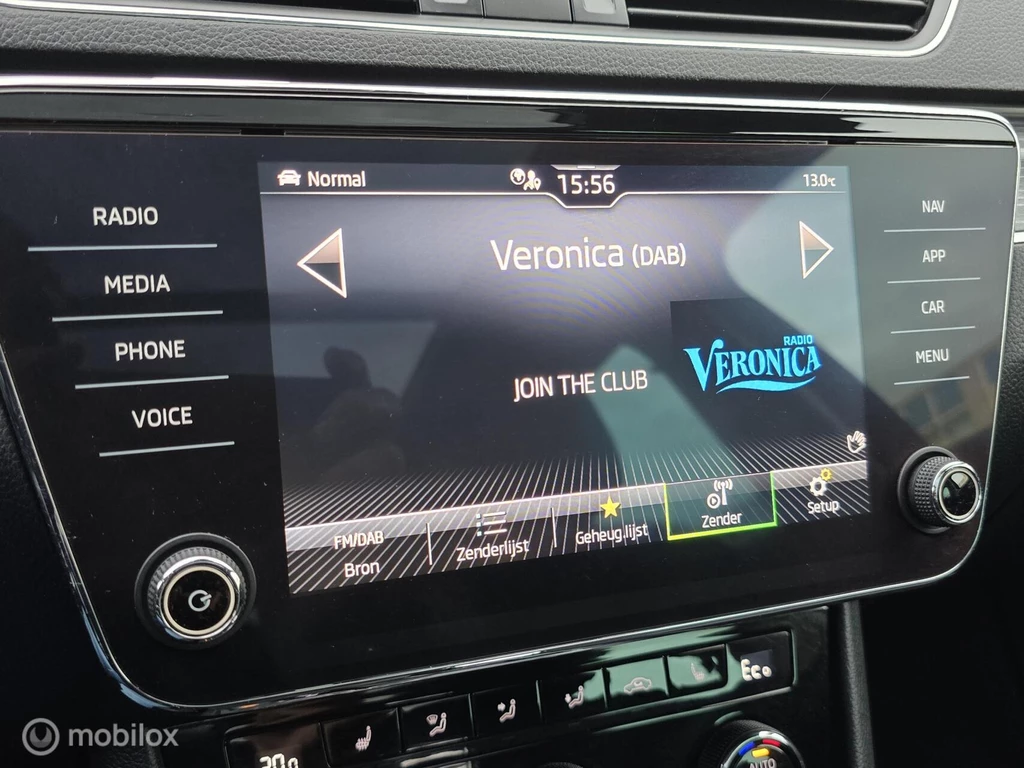 Normal
15:56
13.0°C
RADIO
MEDIA
PHONE
VOICE
Veronica (DAB)
RADIO
VERONICA
JOIN THE CLUB
NAV
APP
CAR
MENU
FM/DAB
Bron
Zenderlijst
Geheug.lijst
Zender
Setup
Eco
AUTO
mobilox